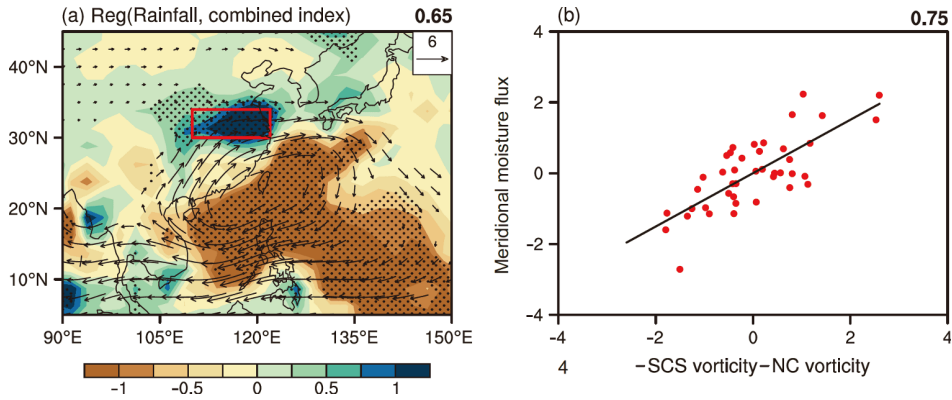 (a) Reg(Rainfall, combined index) 0.65
6
40°N
30°N
20°N
10°N
90°E 105°E 120°E 135°E 150°E
−1 −0.5 0 0.5 1
(b) 0.75
Meridional moisture flux
4
2
0
−2
−4
−4 −2 0 2 4
4 −SCS vorticity−NC vorticity